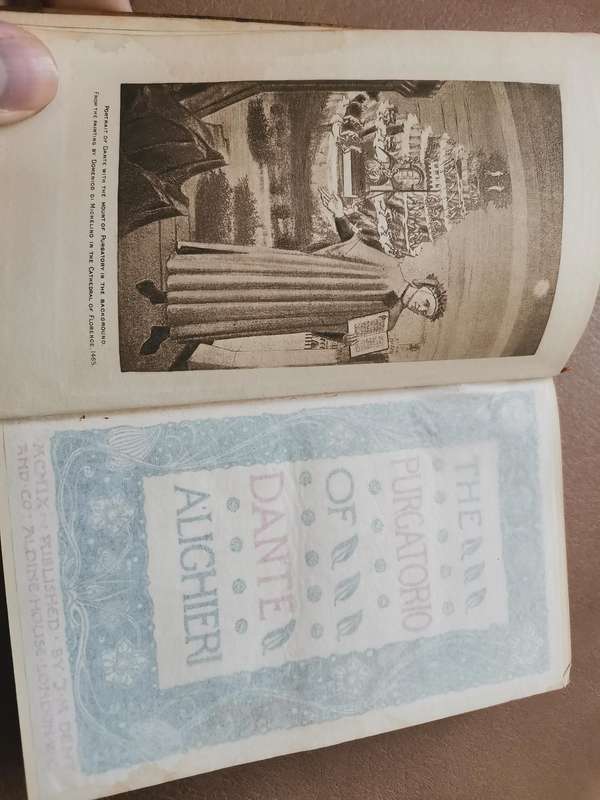 PORTRAIT OF DANTE WITH THE MOUNT OF PURGATORY IN THE BACKGROUND.
FROM THE PAINTING BY DOMENICO DI MICHELINO IN THE CATHEDRAL OF FLORENCE, 1465.
THE
PURGATORIO
OF
DANTE
ALIGHIERI
MCMIX · PUBLISHED · BY · J · M · DENT
AND · CO · ALDINE · HOUSE · LONDON · W · C